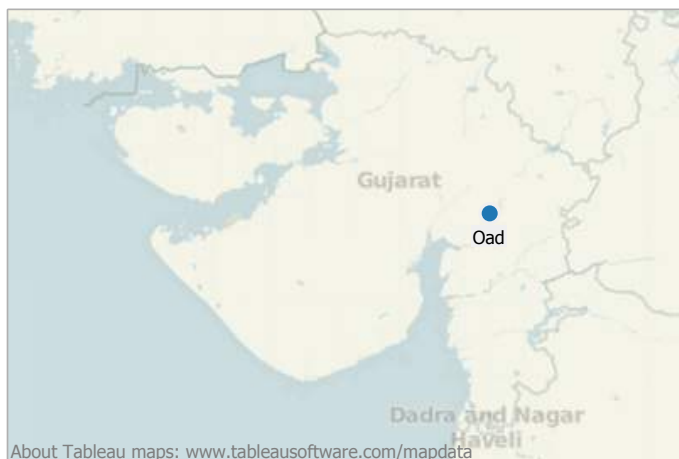 Gujarat
Oad
Dadra and Nagar
Haveli
About Tableau maps: www.tableausoftware.com/mapdata